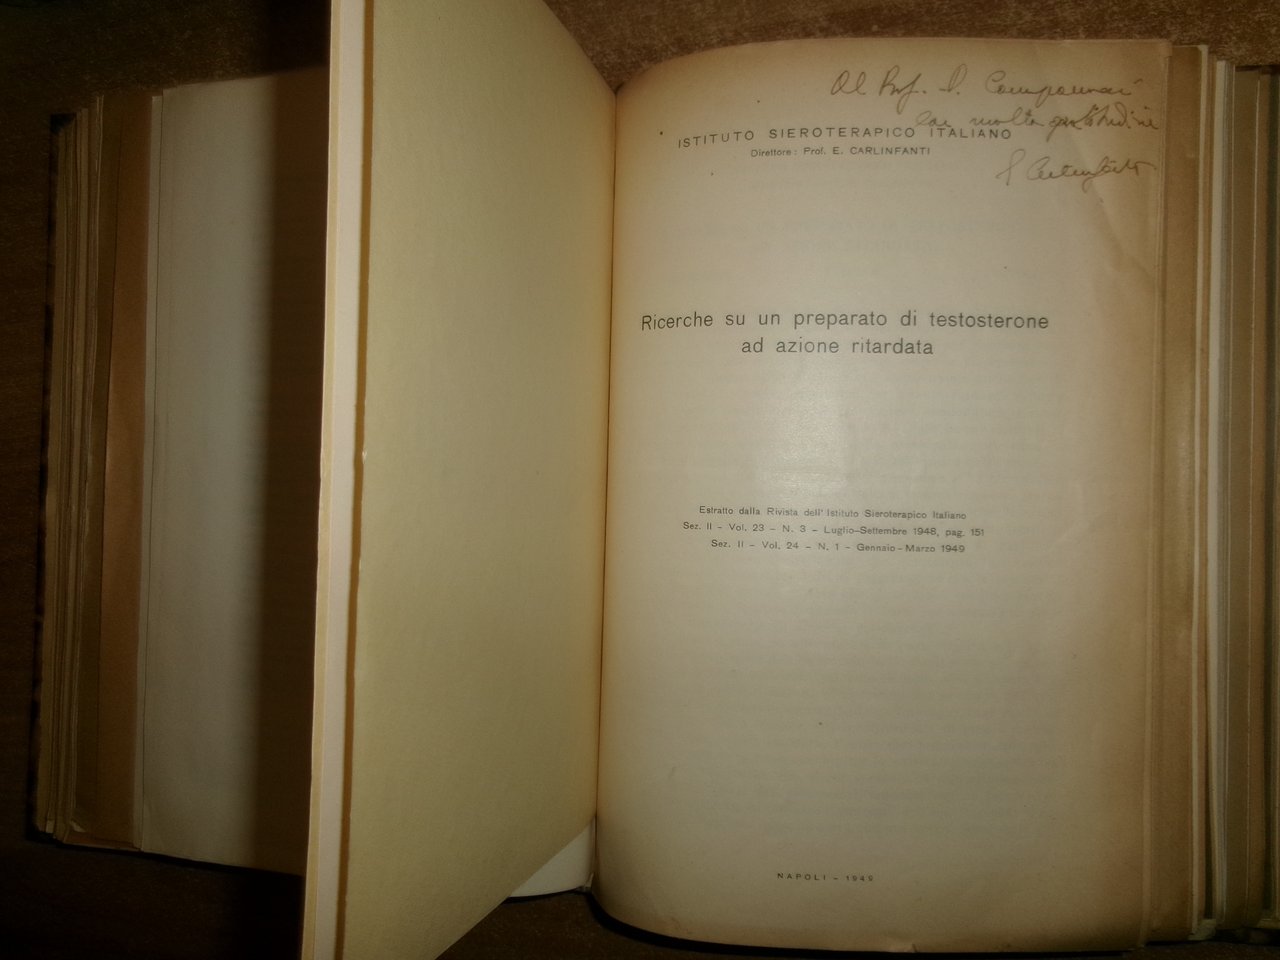 Al Prof.
con molta gratitudine
ISTITUTO SIEROTERAPICO ITALIANO
Direttore: Prof. E. CARLINFANTI
Ricerche su un preparato di testosterone
ad azione ritardata
Estratto dalla Rivista dell'Istituto Sieroterapico Italiano
Sez. II - Vol. 23 - N. 3 - Luglio-Settembre 1948, pag. 151
Sez. II - Vol. 24 - N. 1 - Gennaio - Marzo 1949
NAPOLI - 1949